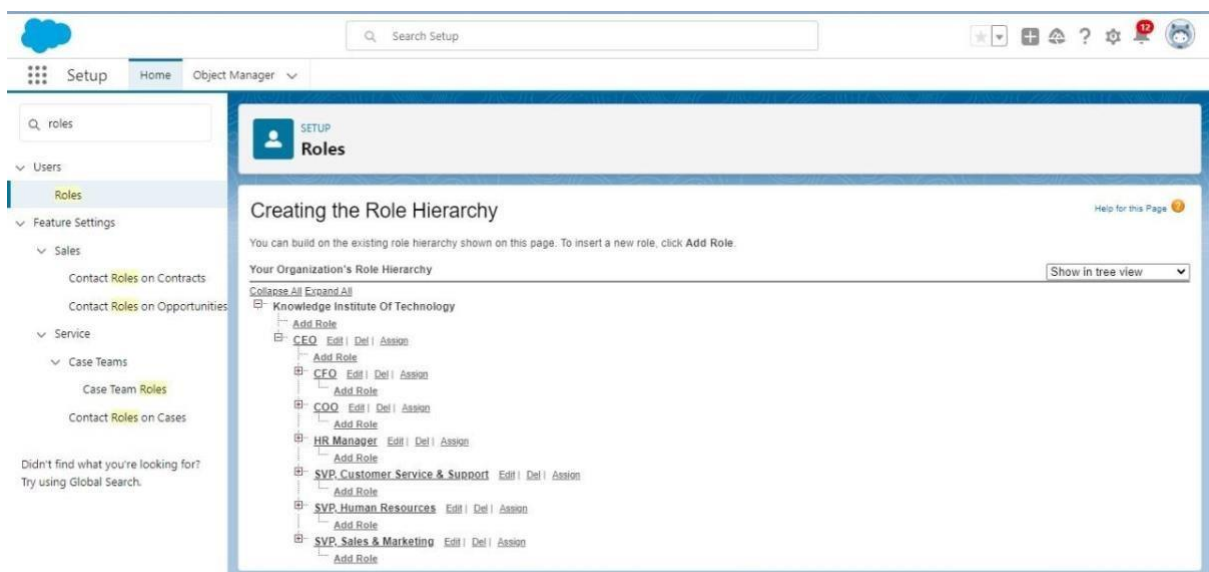 Search Setup
12
Setup Home Object Manager
roles
Users
Roles
Feature Settings
Sales
Contact Roles on Contracts
Contact Roles on Opportunities
Service
Case Teams
Case Team Roles
Contact Roles on Cases
Didn't find what you're looking for?
Try using Global Search.
SETUP
Roles
Creating the Role Hierarchy
Help for this Page
You can build on the existing role hierarchy shown on this page. To insert a new role, click Add Role.
Your Organization's Role Hierarchy
Show in tree view
Collapse All Expand All
Knowledge Institute Of Technology
Add Role
CEO Edit | Del | Assign
Add Role
CFO Edit | Del | Assign
Add Role
COO Edit | Del | Assign
Add Role
HR Manager Edit | Del | Assign
Add Role
SVP, Customer Service & Support Edit | Del | Assign
Add Role
SVP, Human Resources Edit | Del | Assign
Add Role
SVP, Sales & Marketing Edit | Del | Assign
Add Role